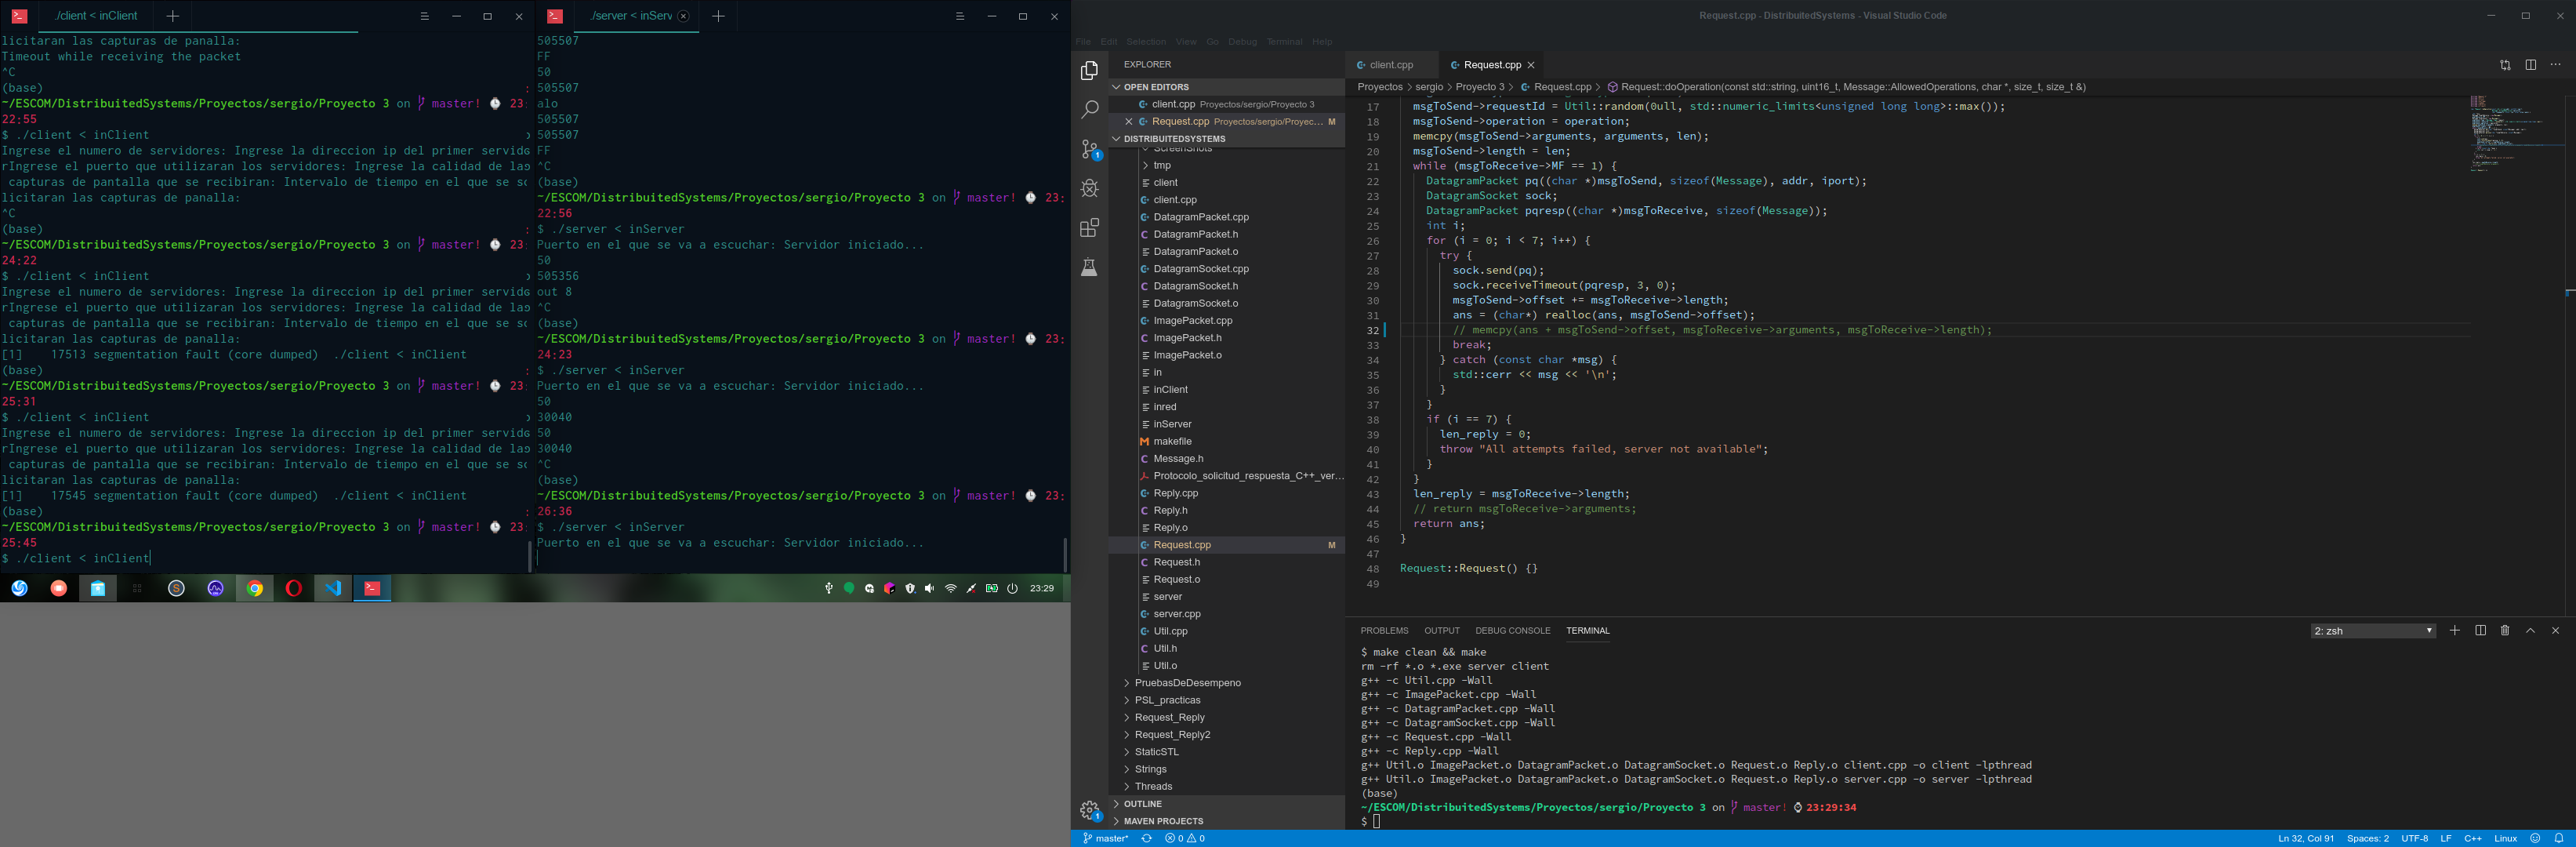 ./client < inClient
licitaran las capturas de panalla:
Timeout while receiving the packet
^C
(base)
~/ESCOM/DistribuitedSystems/Proyectos/sergio/Proyecto 3 on master! 23:
22:55
$ ./client < inClient
Ingrese el numero de servidores: Ingrese la direccion ip del primer servido
rIngrese el puerto que utilizaran los servidores: Ingrese la calidad de las
capturas de pantalla que se recibiran: Intervalo de tiempo en el que se so
licitaran las capturas de panalla:
^C
(base)
~/ESCOM/DistribuitedSystems/Proyectos/sergio/Proyecto 3 on master! 23:
24:22
$ ./client < inClient
Ingrese el numero de servidores: Ingrese la direccion ip del primer servido
rIngrese el puerto que utilizaran los servidores: Ingrese la calidad de las
capturas de pantalla que se recibiran: Intervalo de tiempo en el que se so
licitaran las capturas de panalla:
[1]    17513 segmentation fault (core dumped)  ./client < inClient
(base)
~/ESCOM/DistribuitedSystems/Proyectos/sergio/Proyecto 3 on master! 23:
25:31
$ ./client < inClient
Ingrese el numero de servidores: Ingrese la direccion ip del primer servido
rIngrese el puerto que utilizaran los servidores: Ingrese la calidad de las
capturas de pantalla que se recibiran: Intervalo de tiempo en el que se so
licitaran las capturas de panalla:
[1]    17545 segmentation fault (core dumped)  ./client < inClient
(base)
~/ESCOM/DistribuitedSystems/Proyectos/sergio/Proyecto 3 on master! 23:
25:45
$ ./client < inClient
./server < inServ
505507
FF
50
505507
alo
505507
505507
FF
^C
(base)
~/ESCOM/DistribuitedSystems/Proyectos/sergio/Proyecto 3 on master! 23:
22:56
$ ./server < inServer
Puerto en el que se va a escuchar: Servidor iniciado...
50
505356
out 8
^C
(base)
~/ESCOM/DistribuitedSystems/Proyectos/sergio/Proyecto 3 on master! 23:
24:23
$ ./server < inServer
Puerto en el que se va a escuchar: Servidor iniciado...
50
30040
50
30040
^C
(base)
~/ESCOM/DistribuitedSystems/Proyectos/sergio/Proyecto 3 on master! 23:
26:36
$ ./server < inServer
Puerto en el que se va a escuchar: Servidor iniciado...
23:29
Request.cpp - DistribuitedSystems - Visual Studio Code
File Edit Selection View Go Debug Terminal Help
EXPLORER
OPEN EDITORS
client.cpp Proyectos/sergio/Proyecto 3
Request.cpp Proyectos/sergio/Proyec... M
DISTRIBUITEDSYSTEMS
ScreenShots
tmp
client
client.cpp
DatagramPacket.cpp
DatagramPacket.h
DatagramPacket.o
DatagramSocket.cpp
DatagramSocket.h
DatagramSocket.o
ImagePacket.cpp
ImagePacket.h
ImagePacket.o
in
inClient
inred
inServer
makefile
Message.h
Protocolo_solicitud_respuesta_C++_ver...
Reply.cpp
Reply.h
Reply.o
Request.cpp M
Request.h
Request.o
server
server.cpp
Util.cpp
Util.h
Util.o
PruebasDeDesempeno
PSL_practicas
Request_Reply
Request_Reply2
StaticSTL
Strings
Threads
OUTLINE
MAVEN PROJECTS
client.cpp Request.cpp
Proyectos > sergio > Proyecto 3 > Request.cpp > Request::doOperation(const std::string, uint16_t, Message::AllowedOperations, char *, size_t, size_t &)
17 msgToSend->requestId = Util::random(0ull, std::numeric_limits<unsigned long long>::max());
18 msgToSend->operation = operation;
19 memcpy(msgToSend->arguments, arguments, len);
20 msgToSend->length = len;
21 while (msgToReceive->MF == 1) {
22 DatagramPacket pq((char *)msgToSend, sizeof(Message), addr, iport);
23 DatagramSocket sock;
24 DatagramPacket pqresp((char *)msgToReceive, sizeof(Message));
25 int i;
26 for (i = 0; i < 7; i++) {
27 try {
28 sock.send(pq);
29 sock.receiveTimeout(pqresp, 3, 0);
30 msgToSend->offset += msgToReceive->length;
31 ans = (char*) realloc(ans, msgToSend->offset);
32 // memcpy(ans + msgToSend->offset, msgToReceive->arguments, msgToReceive->length);
33 break;
34 } catch (const char *msg) {
35 std::cerr << msg << '\n';
36 }
37 }
38 if (i == 7) {
39 len_reply = 0;
40 throw "All attempts failed, server not available";
41 }
42 }
43 len_reply = msgToReceive->length;
44 // return msgToReceive->arguments;
45 return ans;
46 }
47
48 Request::Request() {}
49
PROBLEMS OUTPUT DEBUG CONSOLE TERMINAL
2: zsh
$ make clean && make
rm -rf *.o *.exe server client
g++ -c Util.cpp -Wall
g++ -c ImagePacket.cpp -Wall
g++ -c DatagramPacket.cpp -Wall
g++ -c DatagramSocket.cpp -Wall
g++ -c Request.cpp -Wall
g++ -c Reply.cpp -Wall
g++ Util.o ImagePacket.o DatagramPacket.o DatagramSocket.o Request.o Reply.o client.cpp -o client -lpthread
g++ Util.o ImagePacket.o DatagramPacket.o DatagramSocket.o Request.o Reply.o server.cpp -o server -lpthread
(base)
~/ESCOM/DistribuitedSystems/Proyectos/sergio/Proyecto 3 on master! 23:29:34
$
master* 0 0 Ln 32, Col 91 Spaces: 2 UTF-8 LF C++ Linux